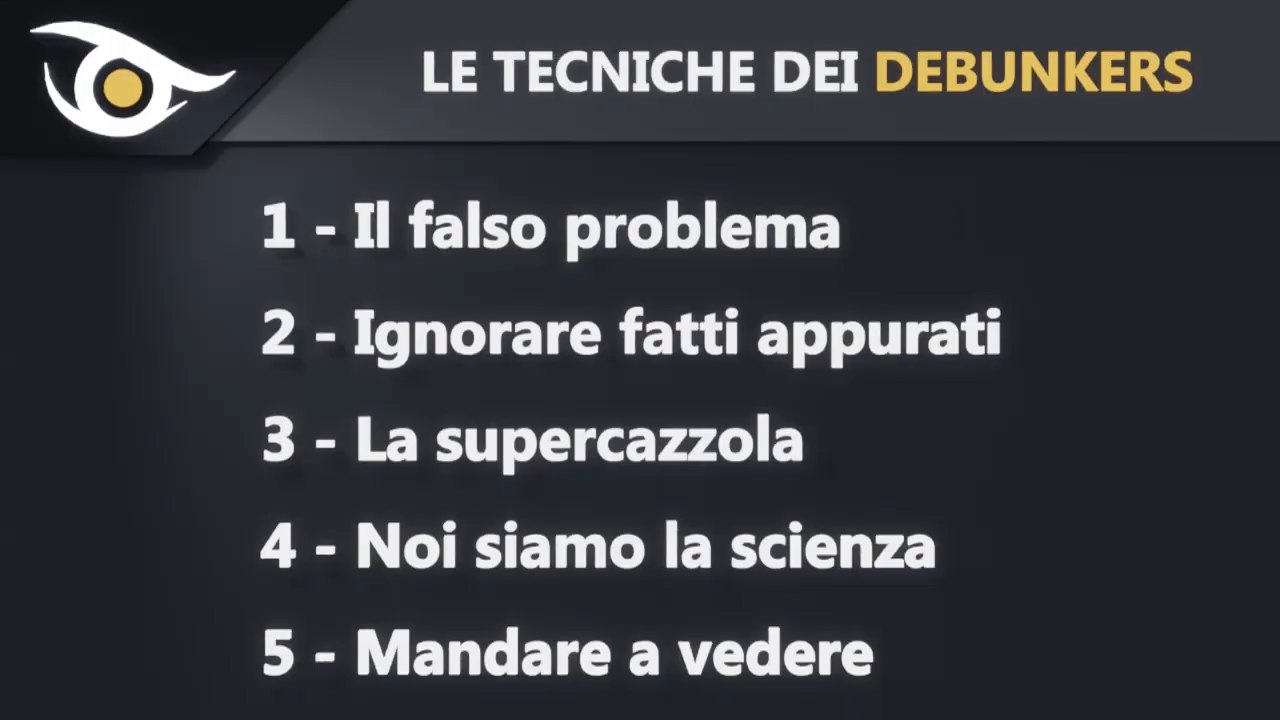 LE TECNICHE DEI DEBUNKERS
1 - Il falso problema
2 - Ignorare fatti appurati
3 - La supercazzola
4 - Noi siamo la scienza
5 - Mandare a vedere